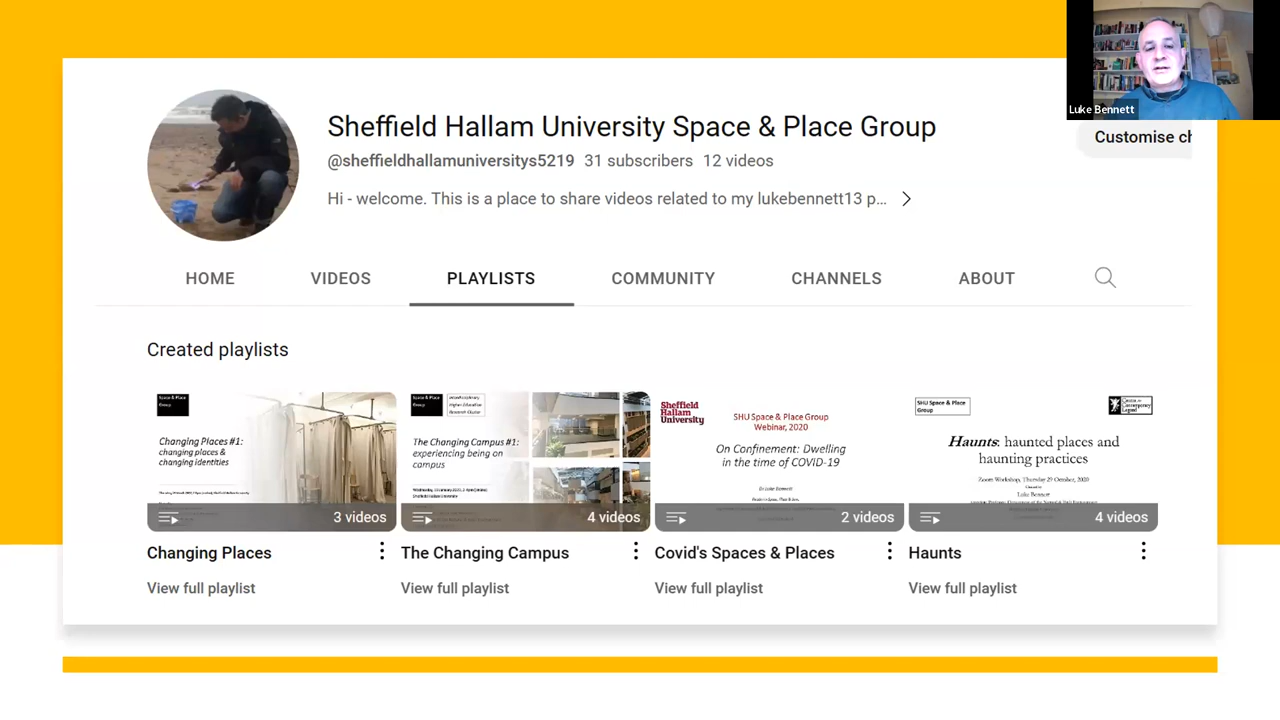 Luke Bennett
Sheffield Hallam University Space & Place Group
Customise ch
@sheffieldhallamuniversitys5219 31 subscribers 12 videos
Hi - welcome. This is a place to share videos related to my lukebennett13 p...
HOME VIDEOS PLAYLISTS COMMUNITY CHANNELS ABOUT
Created playlists
Space & Place
Group
Changing Places #1:
changing places &
changing identities
3 videos
Changing Places
View full playlist
Space & Place
Group
The Changing Campus #1:
experiencing being on
campus
4 videos
The Changing Campus
View full playlist
Sheffield
Hallam
University
SHU Space & Place Group
Webinar, 2020
On Confinement: Dwelling
in the time of COVID-19
Dr Luke Bennett
2 videos
Covid's Spaces & Places
View full playlist
SHU Space & Place
Group
Haunts: haunted places and
haunting practices
Zoom Workshop, Thursday 29 October, 2020
Luke Bennett
4 videos
Haunts
View full playlist